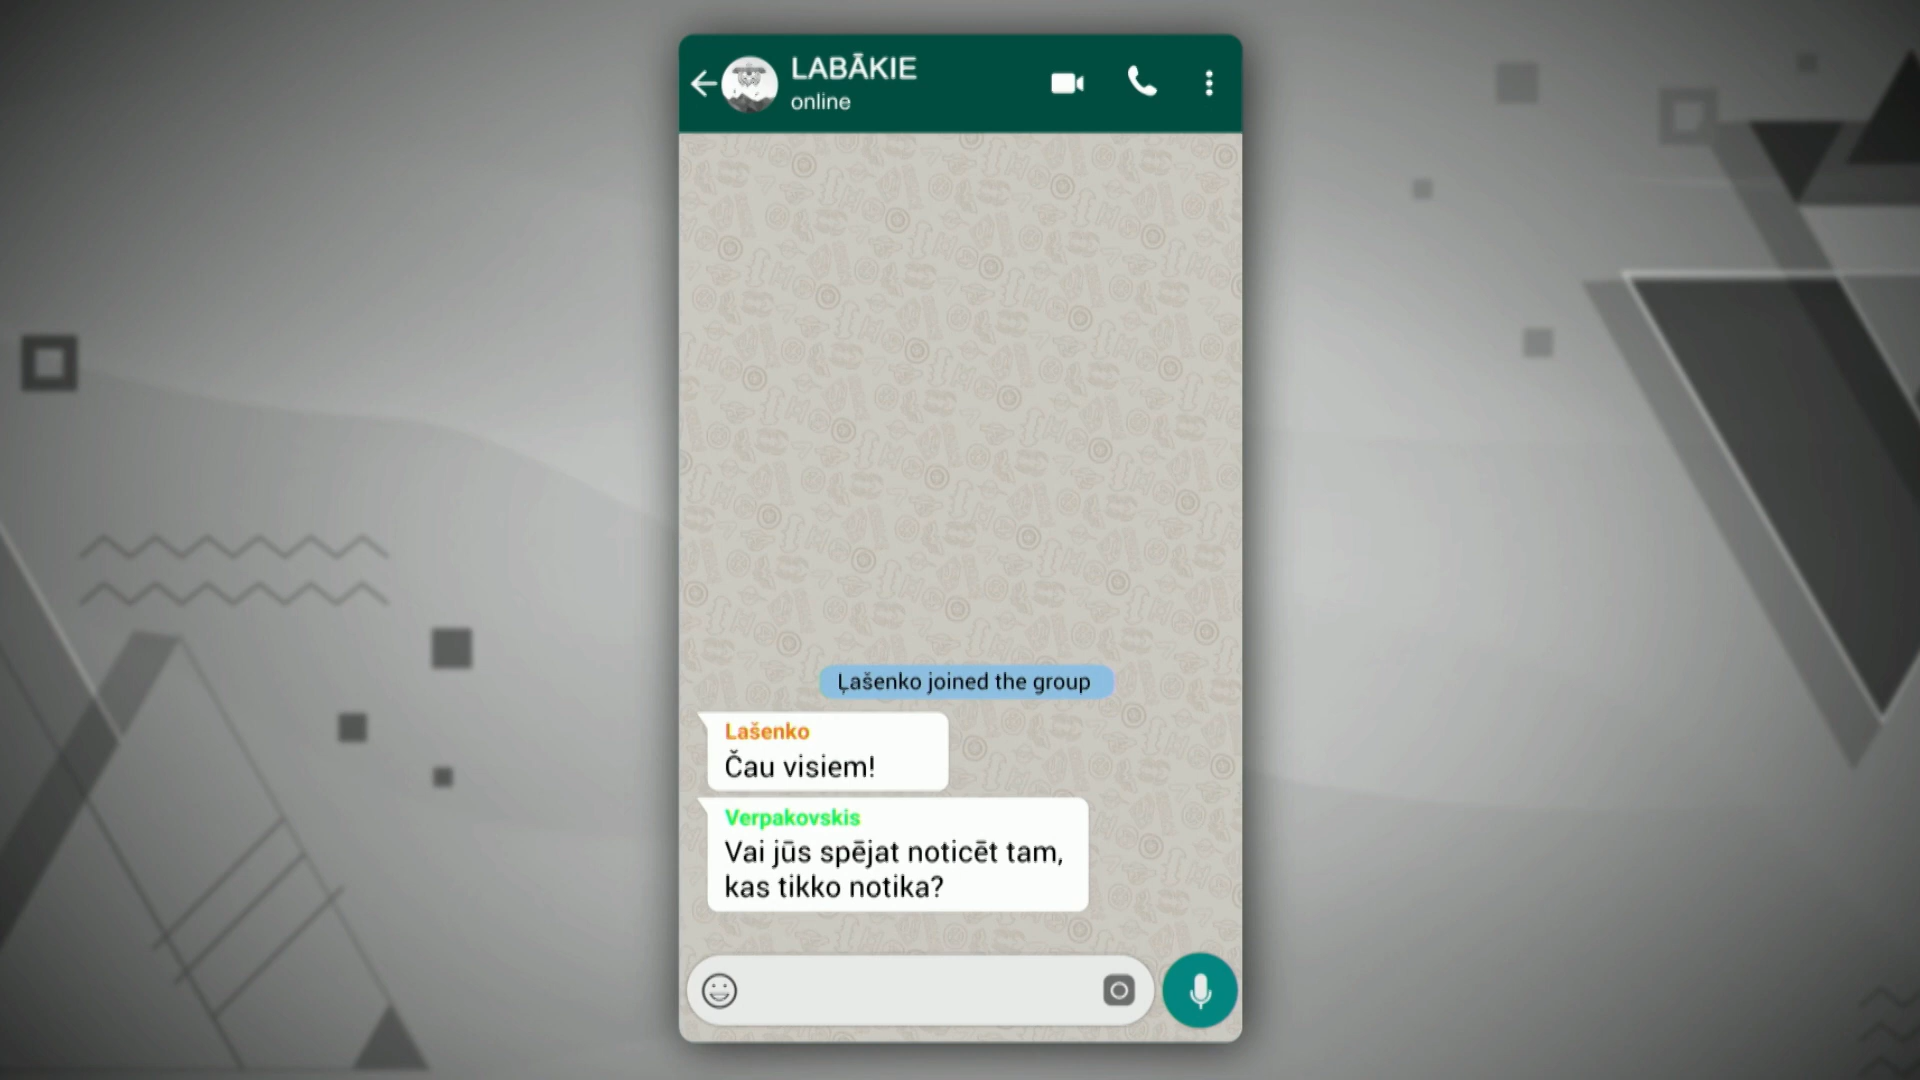 LABĀKIE
online
Ļašenko joined the group
Lašenko
Čau visiem!
Verpakovskis
Vai jūs spējat noticēt tam,
kas tikko notika?